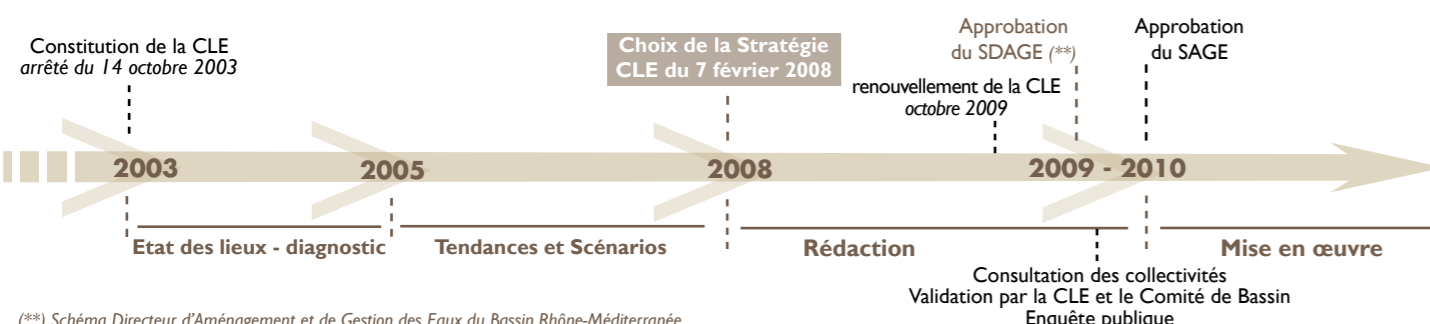 Constitution de la CLE
arrêté du 14 octobre 2003
Choix de la Stratégie
CLE du 7 février 2008
renouvellement de la CLE
octobre 2009
Approbation
du SDAGE (**)
Approbation
du SAGE
2003
2005
2008
2009 - 2010
Etat des lieux - diagnostic
Tendances et Scénarios
Rédaction
Mise en œuvre
Consultation des collectivités
Validation par la CLE et le Comité de Bassin
Enquête publique
(**) Schéma Directeur d'Aménagement et de Gestion des Eaux du Bassin Rhône-Méditerranée